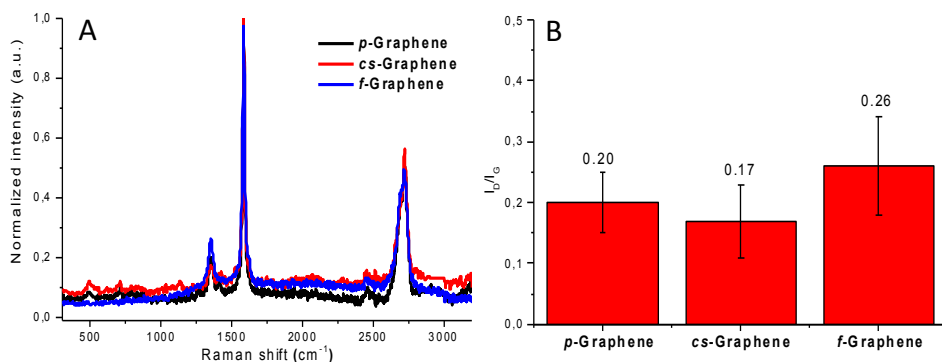 A
p-Graphene
cs-Graphene
f-Graphene
Normalized intensity (a.u.)
1,0
0,8
0,6
0,4
0,2
0,0
500 1000 1500 2000 2500 3000
Raman shift (cm-1)
B
I_D/I_G
0,5
0,4
0,3
0,2
0,1
0,0
0.20
0.17
0.26
p-Graphene cs-Graphene f-Graphene